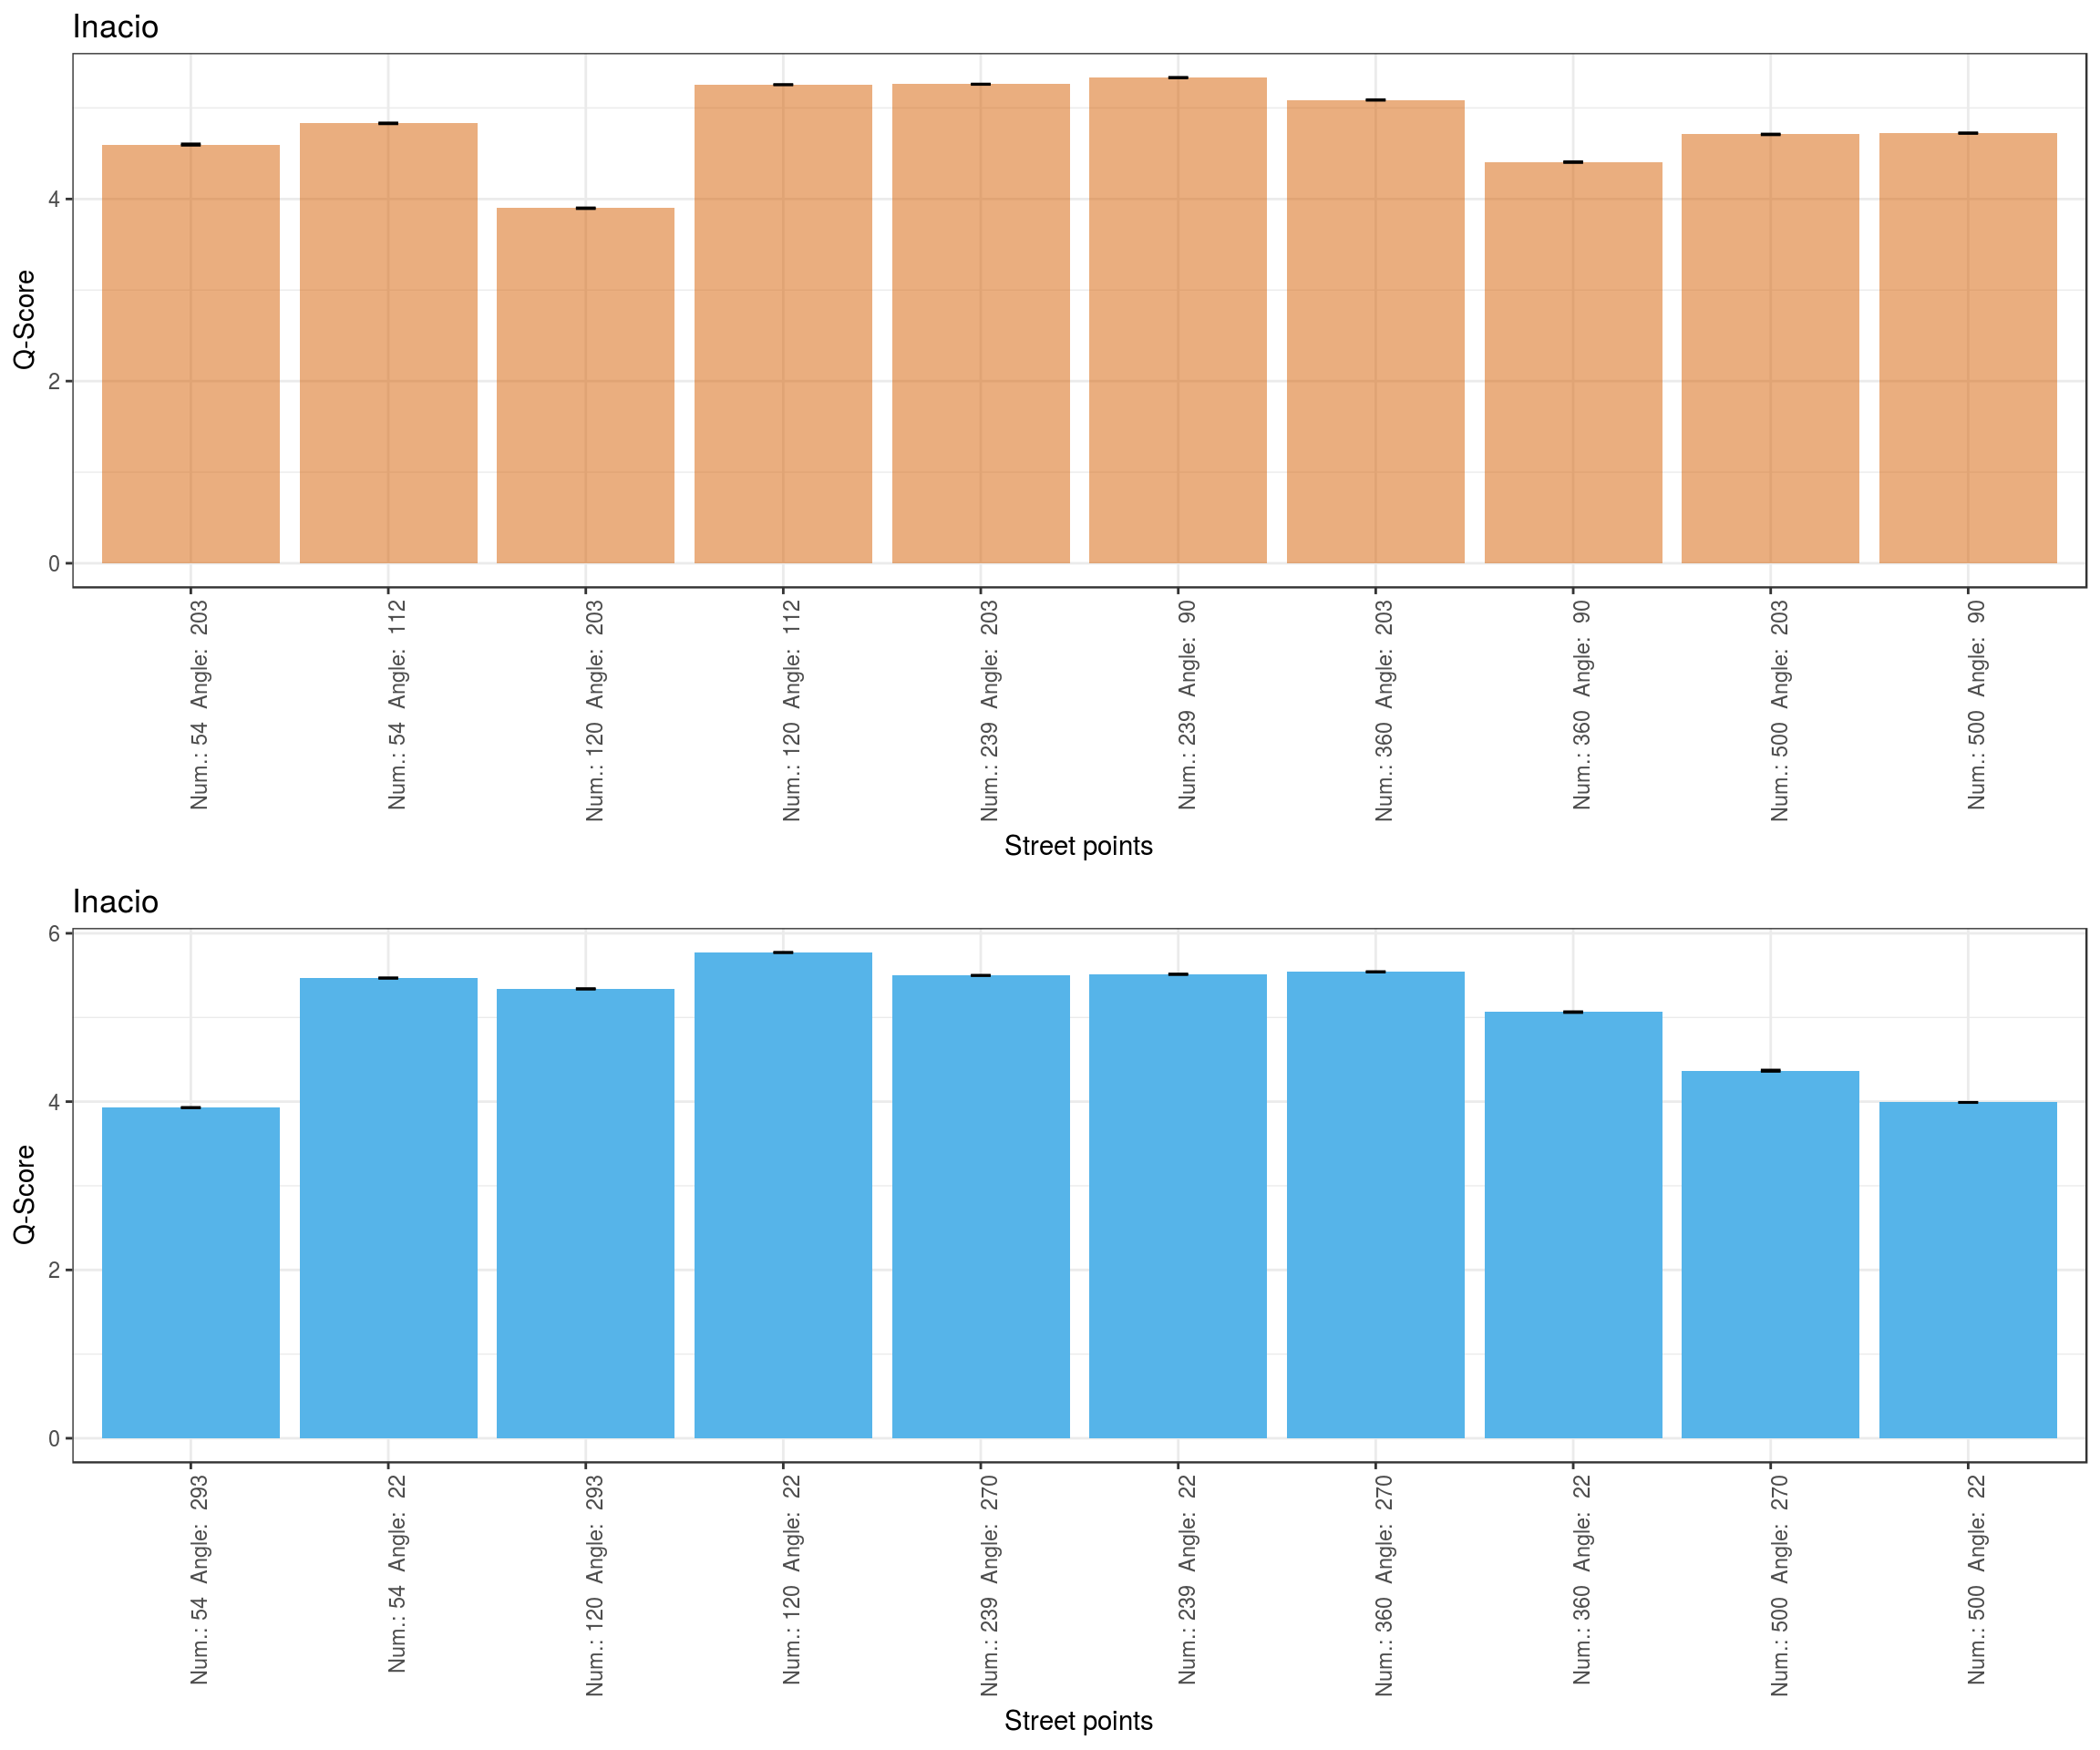 Inacio
Q-Score
4
2
0
Num.: 54  Angle:  203
Num.: 54  Angle:  112
Num.: 120  Angle:  203
Num.: 120  Angle:  112
Num.: 239  Angle:  203
Num.: 239  Angle:  90
Num.: 360  Angle:  203
Num.: 360  Angle:  90
Num.: 500  Angle:  203
Num.: 500  Angle:  90
Street points
Inacio
Q-Score
6
4
2
0
Num.: 54  Angle:  293
Num.: 54  Angle:  22
Num.: 120  Angle:  293
Num.: 120  Angle:  22
Num.: 239  Angle:  270
Num.: 239  Angle:  22
Num.: 360  Angle:  270
Num.: 360  Angle:  22
Num.: 500  Angle:  270
Num.: 500  Angle:  22
Street points